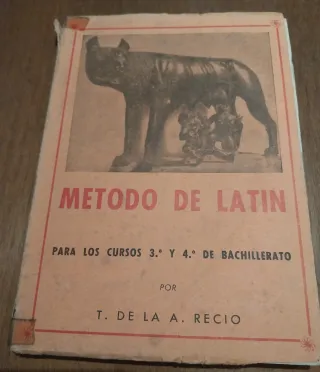 METODO DE LATIN
PARA LOS CURSOS 3.º Y 4.º DE BACHILLERATO
POR
T. DE LA A. RECIO